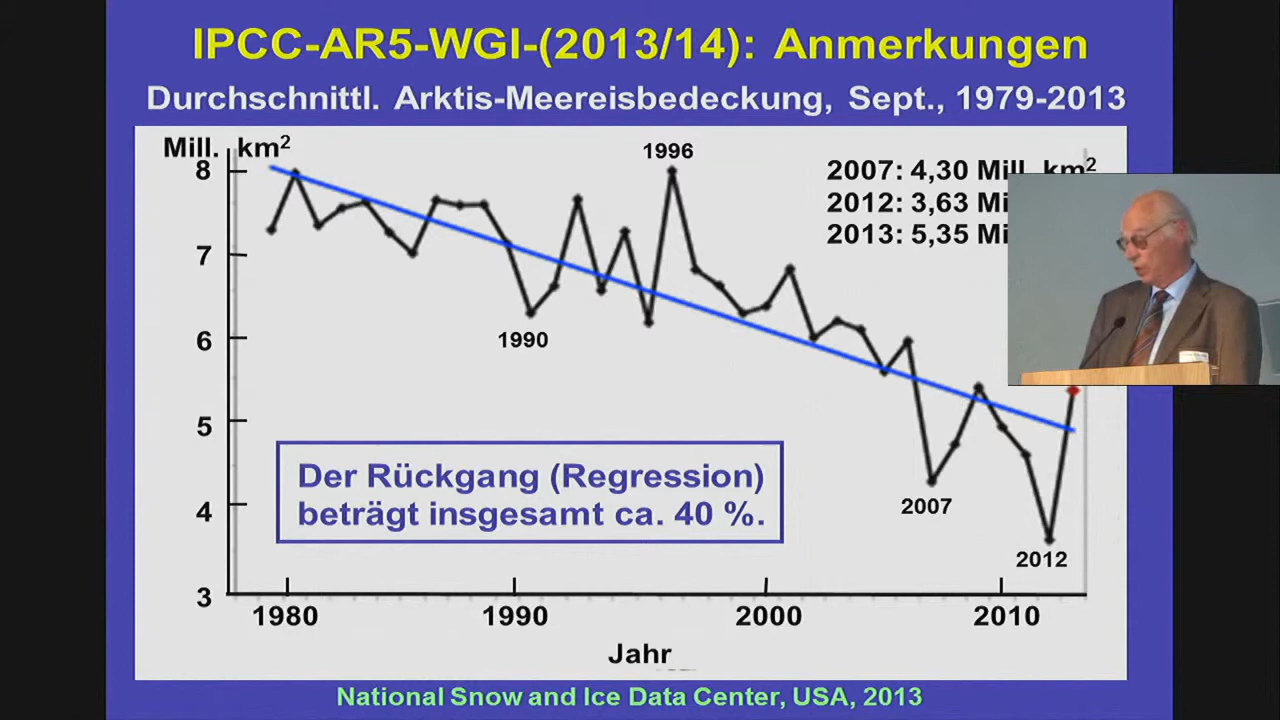 IPCC-AR5-WGI-(2013/14): Anmerkungen
Durchschnittl. Arktis-Meereisbedeckung, Sept., 1979-2013
Mill. km²
8
7
6
5
4
3
1996
1990
2007
2012
2007: 4,30 Mill. km²
2012: 3,63
2013: 5,35
Der Rückgang (Regression)
beträgt insgesamt ca. 40 %.
1980 1990 2000 2010
Jahr
National Snow and Ice Data Center, USA, 2013